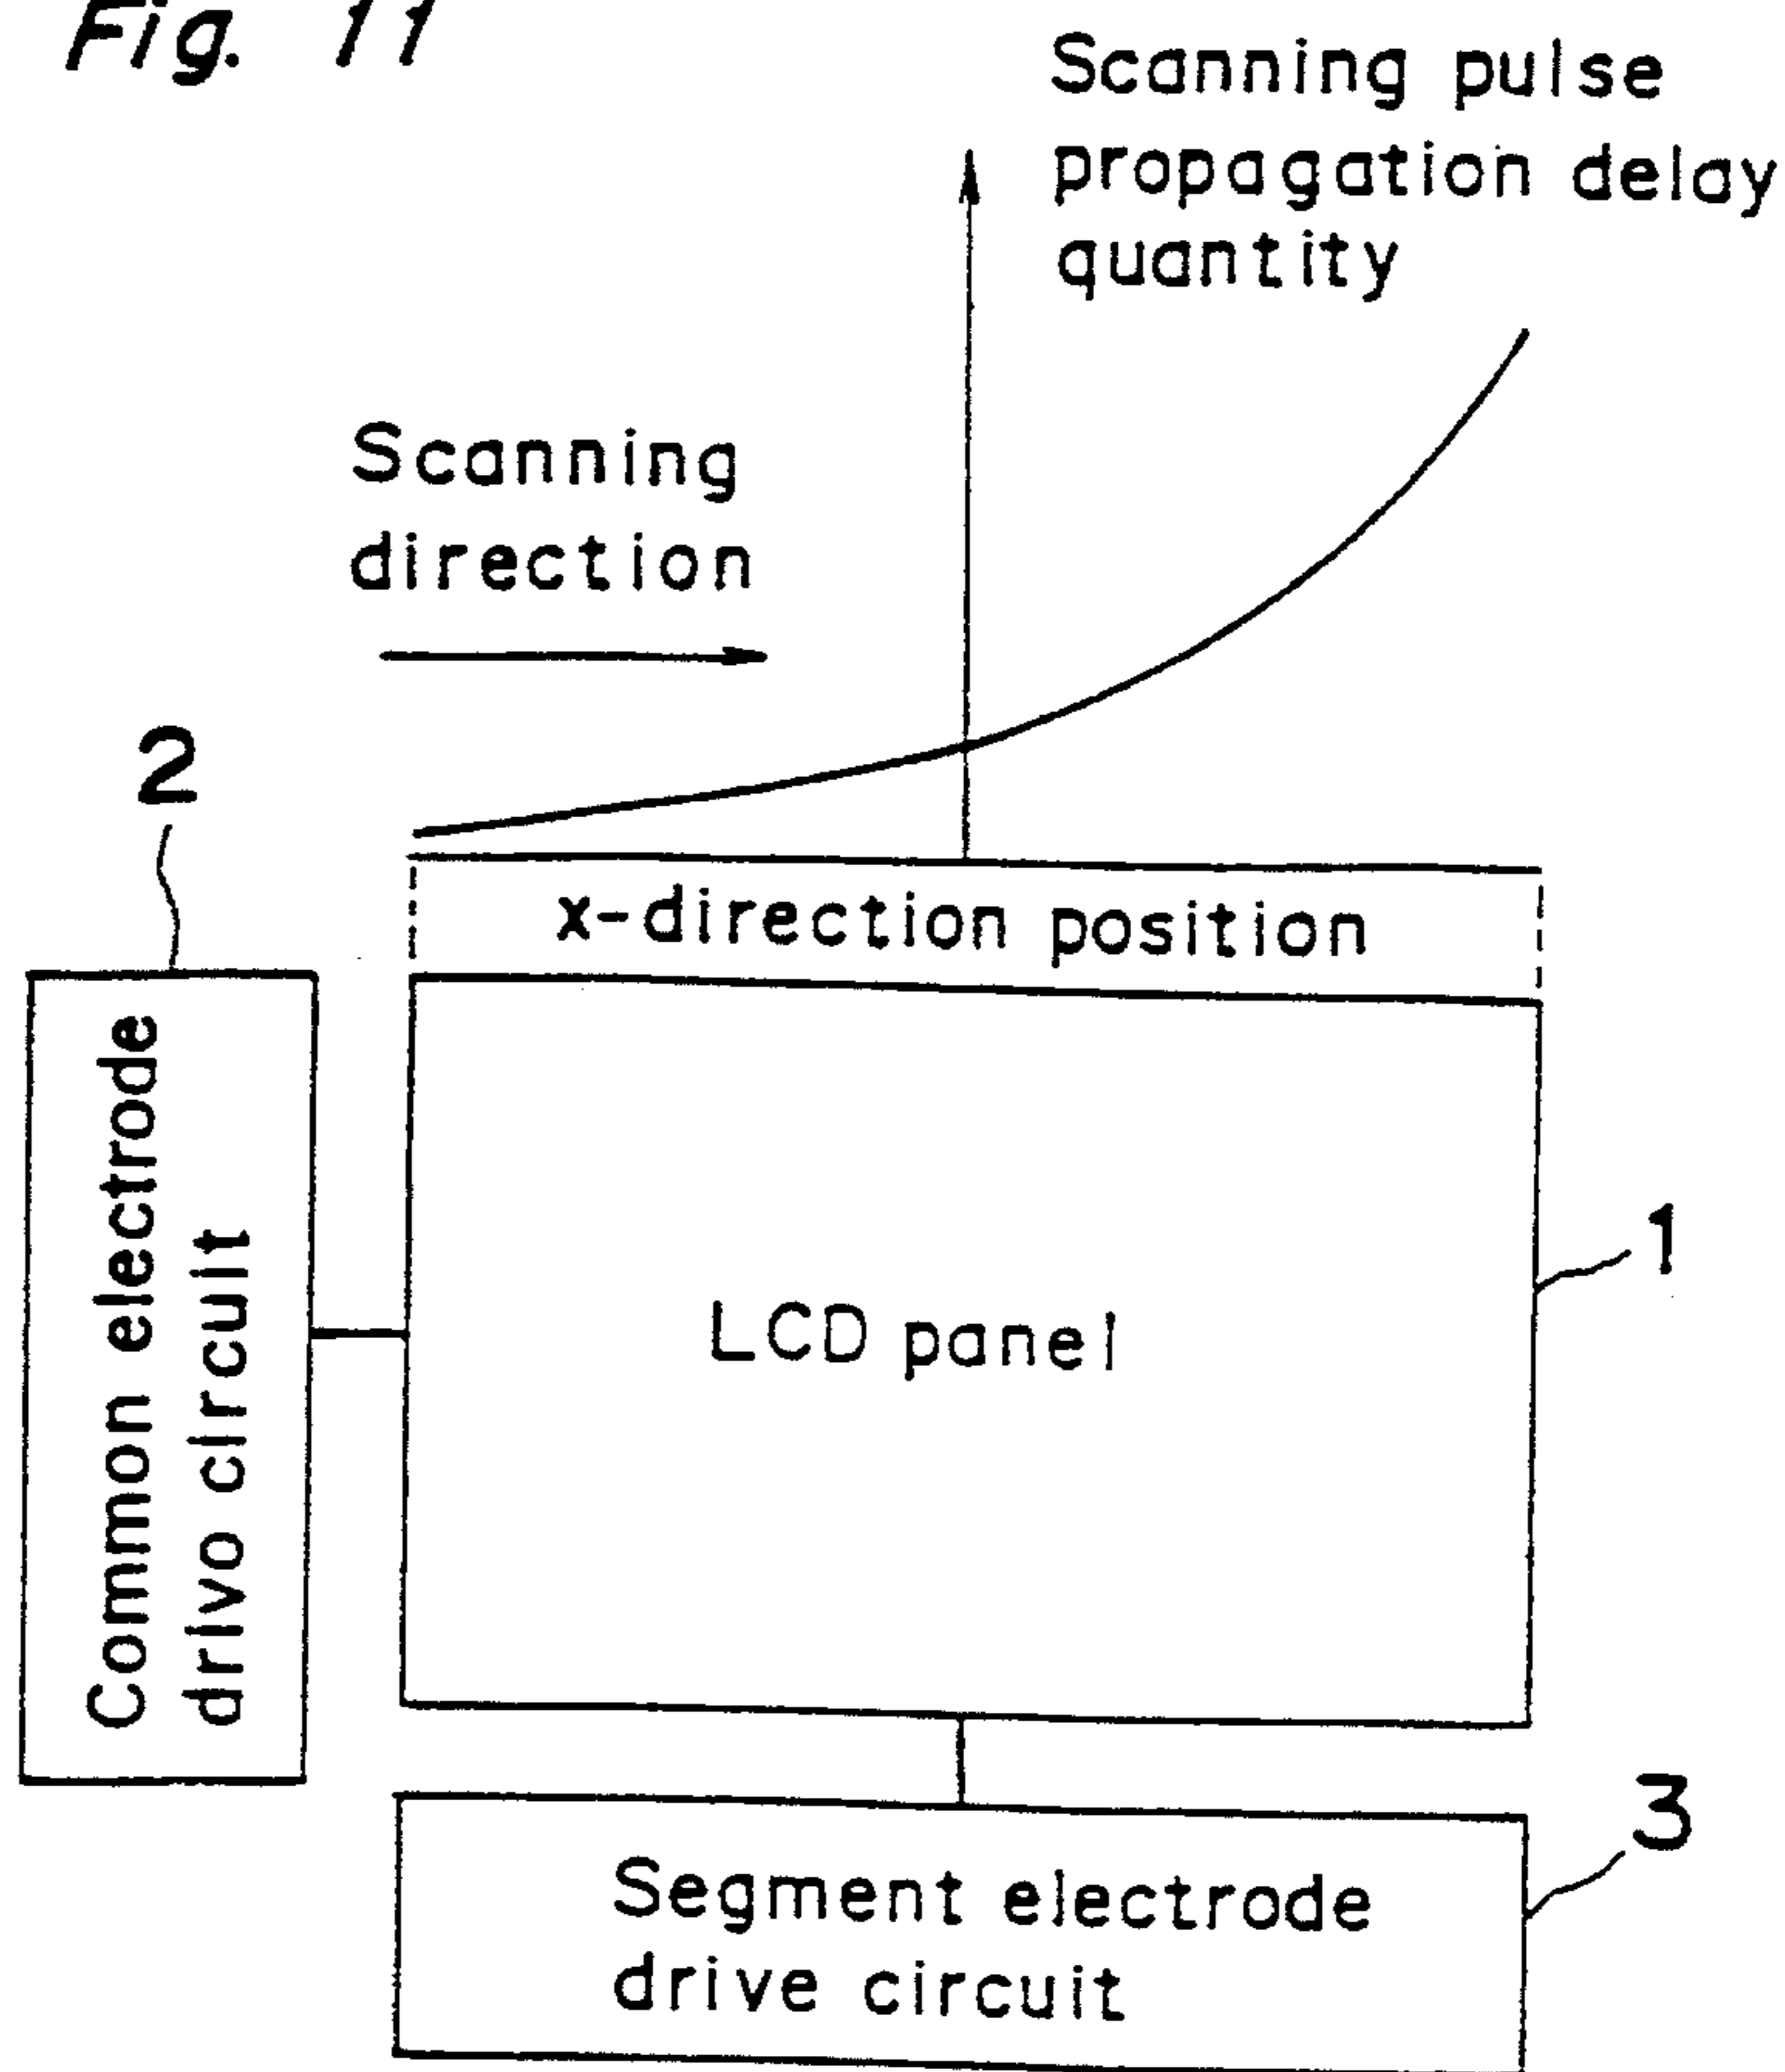 Fig. 11
Scanning pulse
propagation delay
quantity
Scanning
direction
2
x-direction position
Common electrode
drivo circuit
LCD panel
1
3
Segment electrode
drive circuit